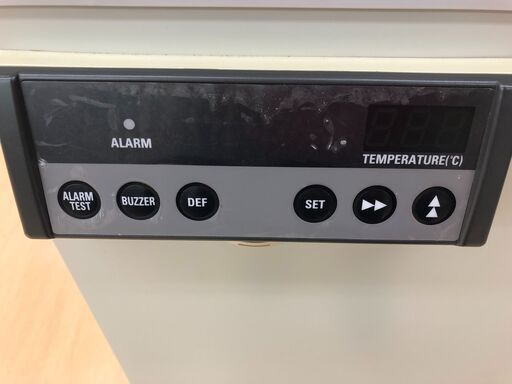 ALARM
TEMPERATURE(℃)
ALARM
TEST
BUZZER
DEF
SET